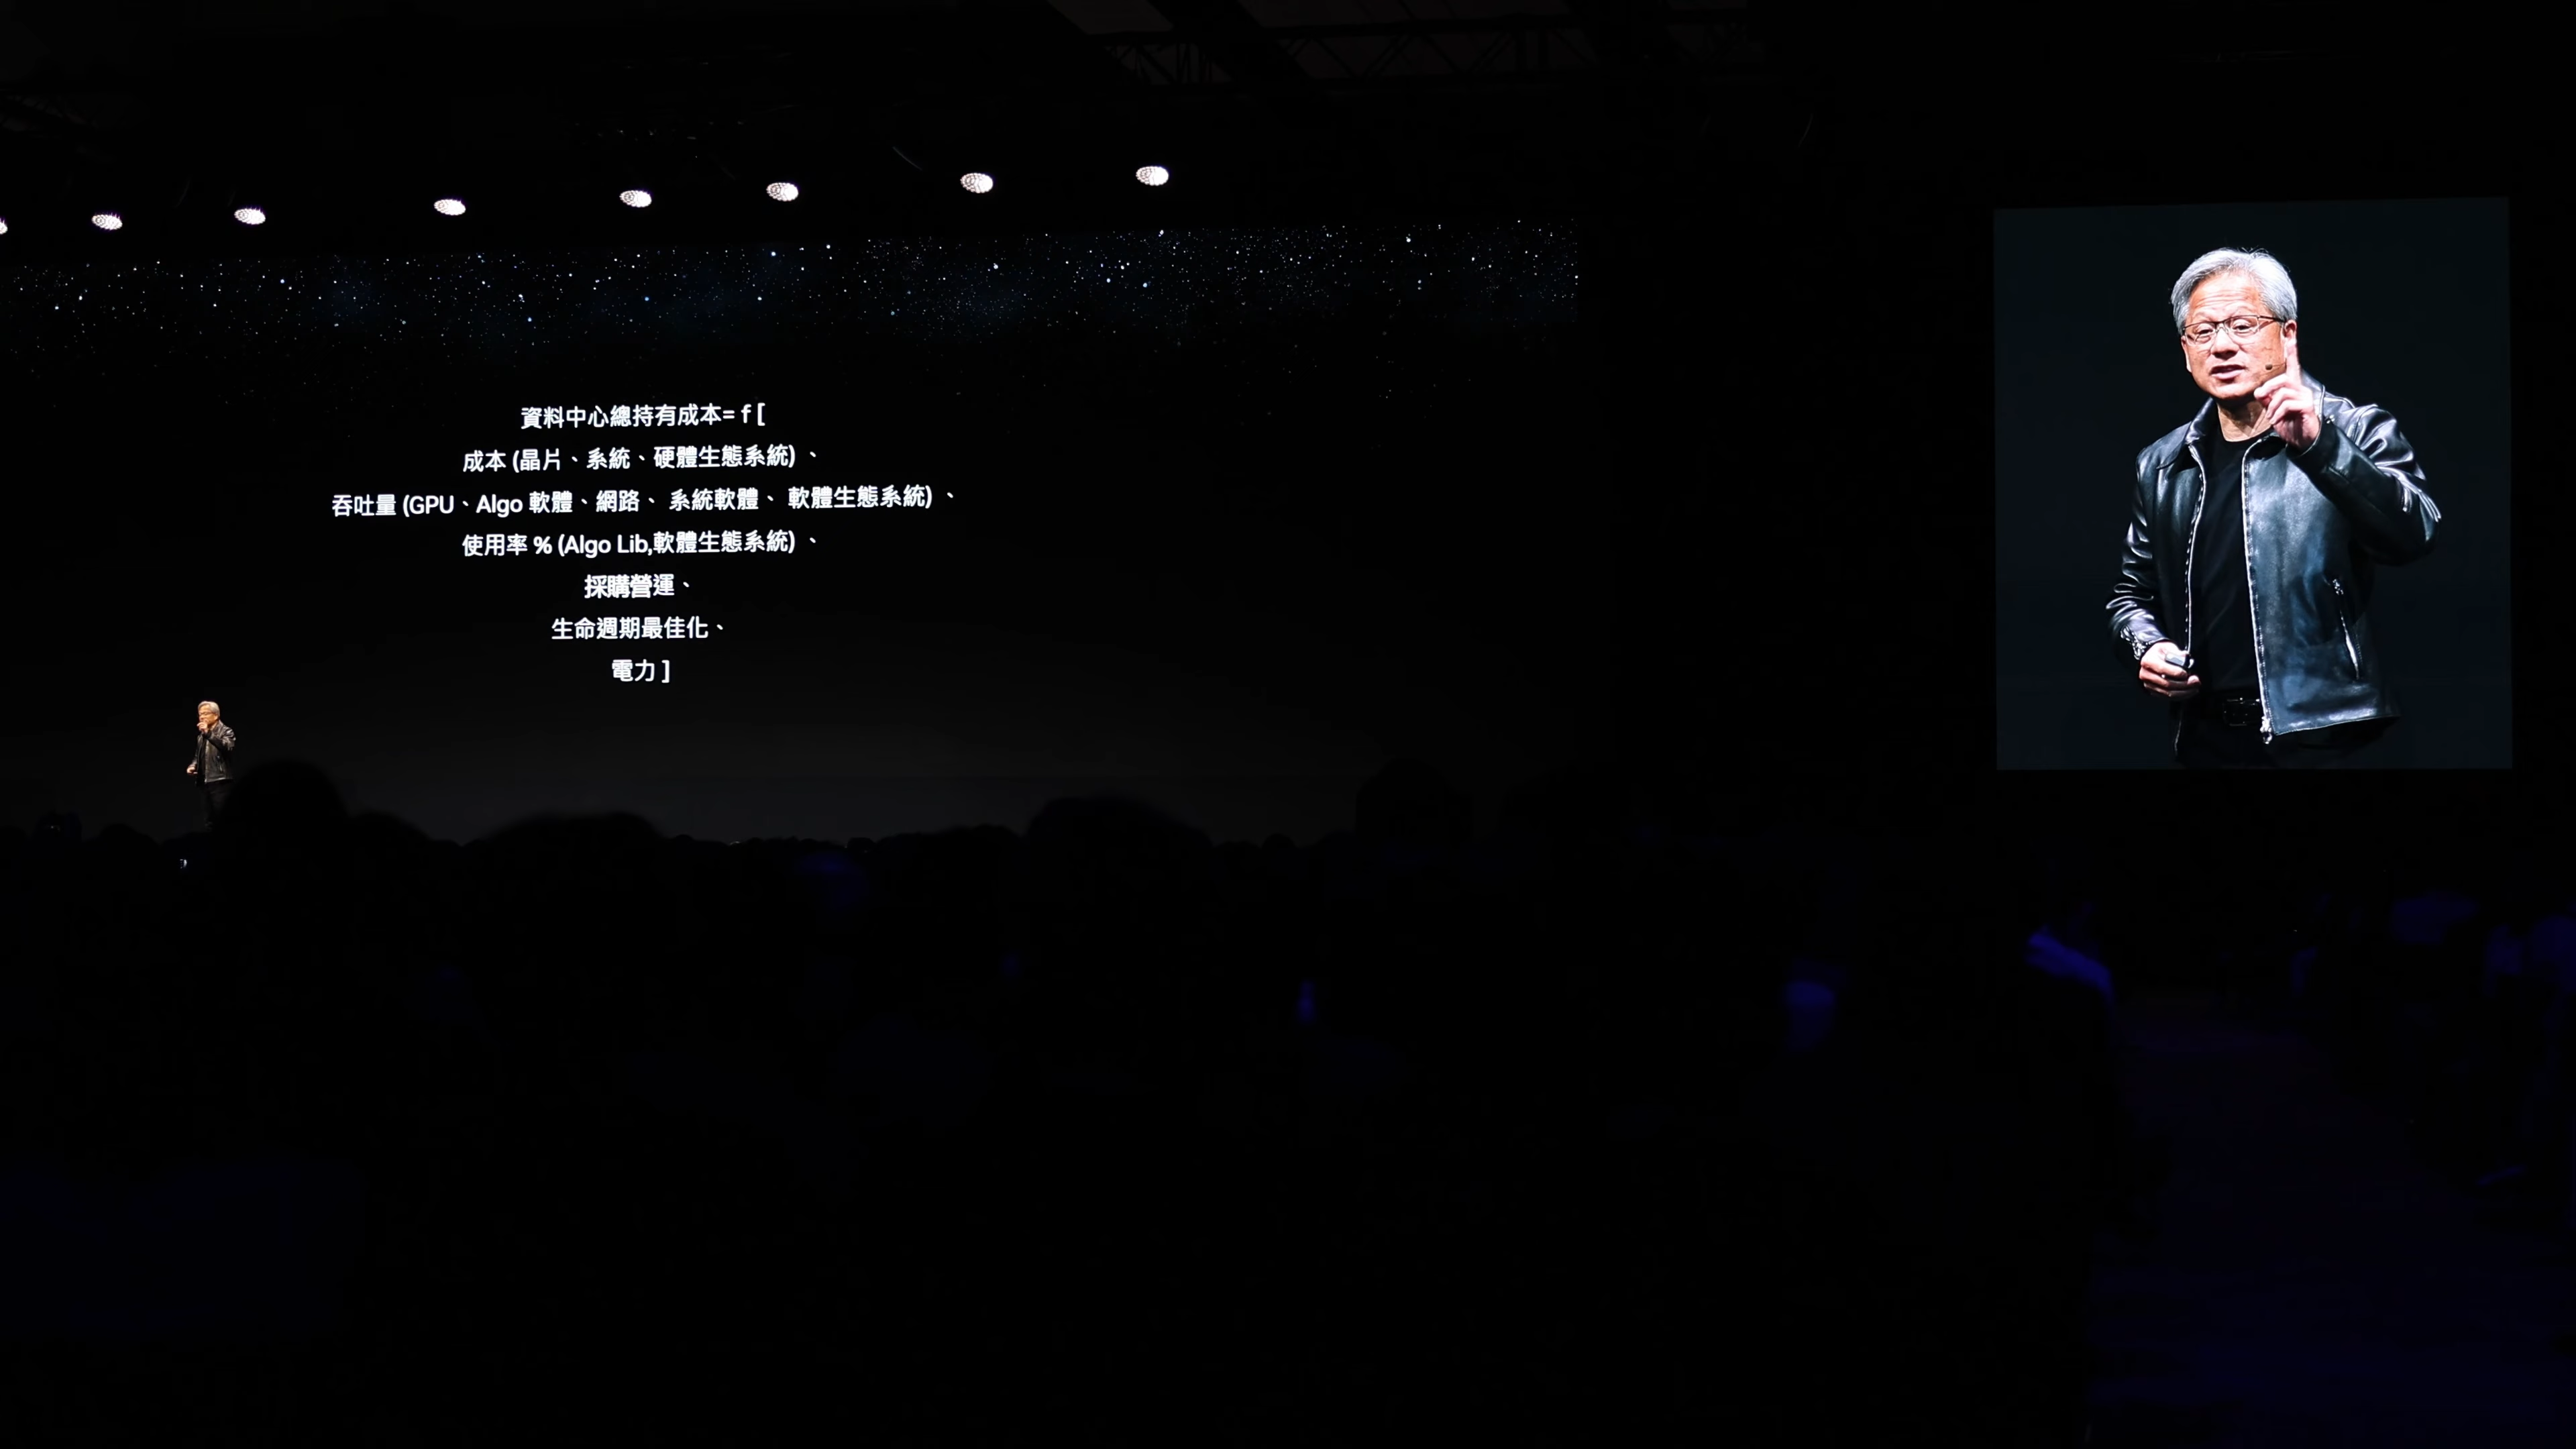 資料中心總持有成本= f [
成本 (晶片、系統、硬體生態系統) 、
吞吐量 (GPU、Algo 軟體、網路、 系統軟體、 軟體生態系統) 、
使用率 % (Algo Lib,軟體生態系統) 、
採購營運、
生命週期最佳化、
電力 ]